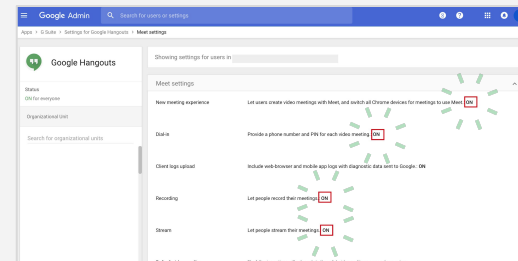 Google Admin
Search for users or settings
Apps > G Suite > Settings for Google Hangouts > Meet settings
Google Hangouts
Showing settings for users in
Status
ON for everyone
Meet settings
New meeting experience
Let users create video meetings with Meet, and switch all Chrome devices for meetings to use Meet: ON
Organizational Unit
Search for organizational units
Dial-in
Provide a phone number and PIN for each video meeting. ON
Client logs upload
Include web-browser and mobile app logs with diagnostic data sent to Google.: ON
Recording
Let people record their meetings. ON
Stream
Let people stream their meetings. ON